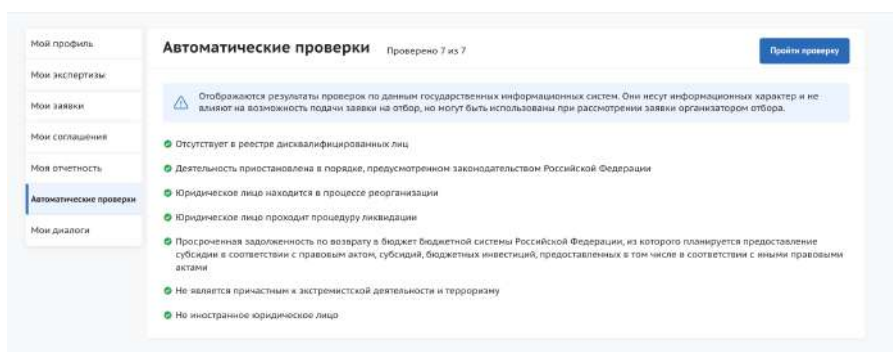 Мой профиль
Автоматические проверки
Проверено 7 из 7
Пройти проверку
Мои экспертизы
Мои заявки
Мои соглашения
Моя отчетность
Автоматические проверки
Мои диалоги
Отображаются результаты проверок по данным государственных информационных систем. Они несут информационных характер и не
влияют на возможность подачи заявки на отбор, но могут быть использованы при рассмотрении заявки организатором отбора.
Отсутствует в реестре дисквалифицированных лиц
Деятельность приостановлена в порядке, предусмотренном законодательством Российской Федерации
Юридическое лицо находится в процессе реорганизации
Юридическое лицо проходит процедуру ликвидации
Просроченная задолженность по возврату в бюджет бюджетной системы Российской Федерации, из которого планируется предоставление
субсидии в соответствии с правовым актом, субсидий, бюджетных инвестиций, предоставленных в том числе в соответствии с иными правовыми
актами
Не является причастным к экстремистской деятельности и терроризму
Не иностранное юридическое лицо